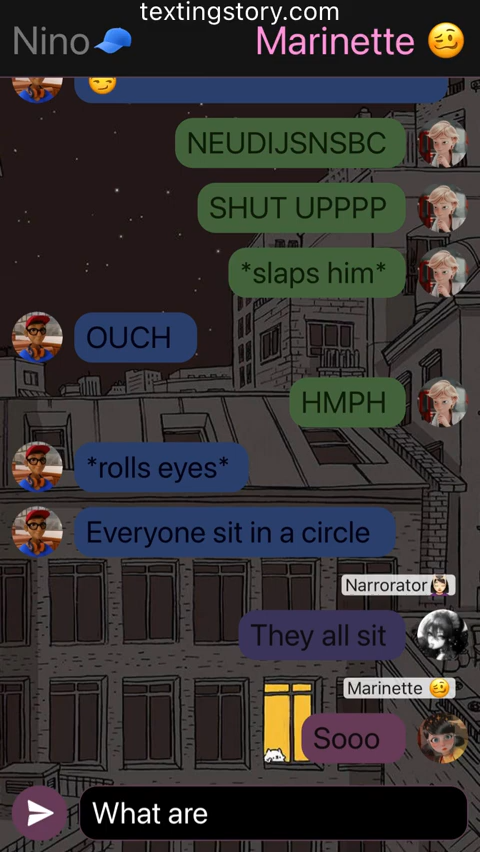 textingstory.com
Nino🧢
Marinette 🥴
😏
NEUDIJSNSBC
SHUT UPPPP
*slaps him*
OUCH
HMPH
*rolls eyes*
Everyone sit in a circle
Narrorator💆🏻‍♀️
They all sit
Marinette 🥴
Sooo
What are